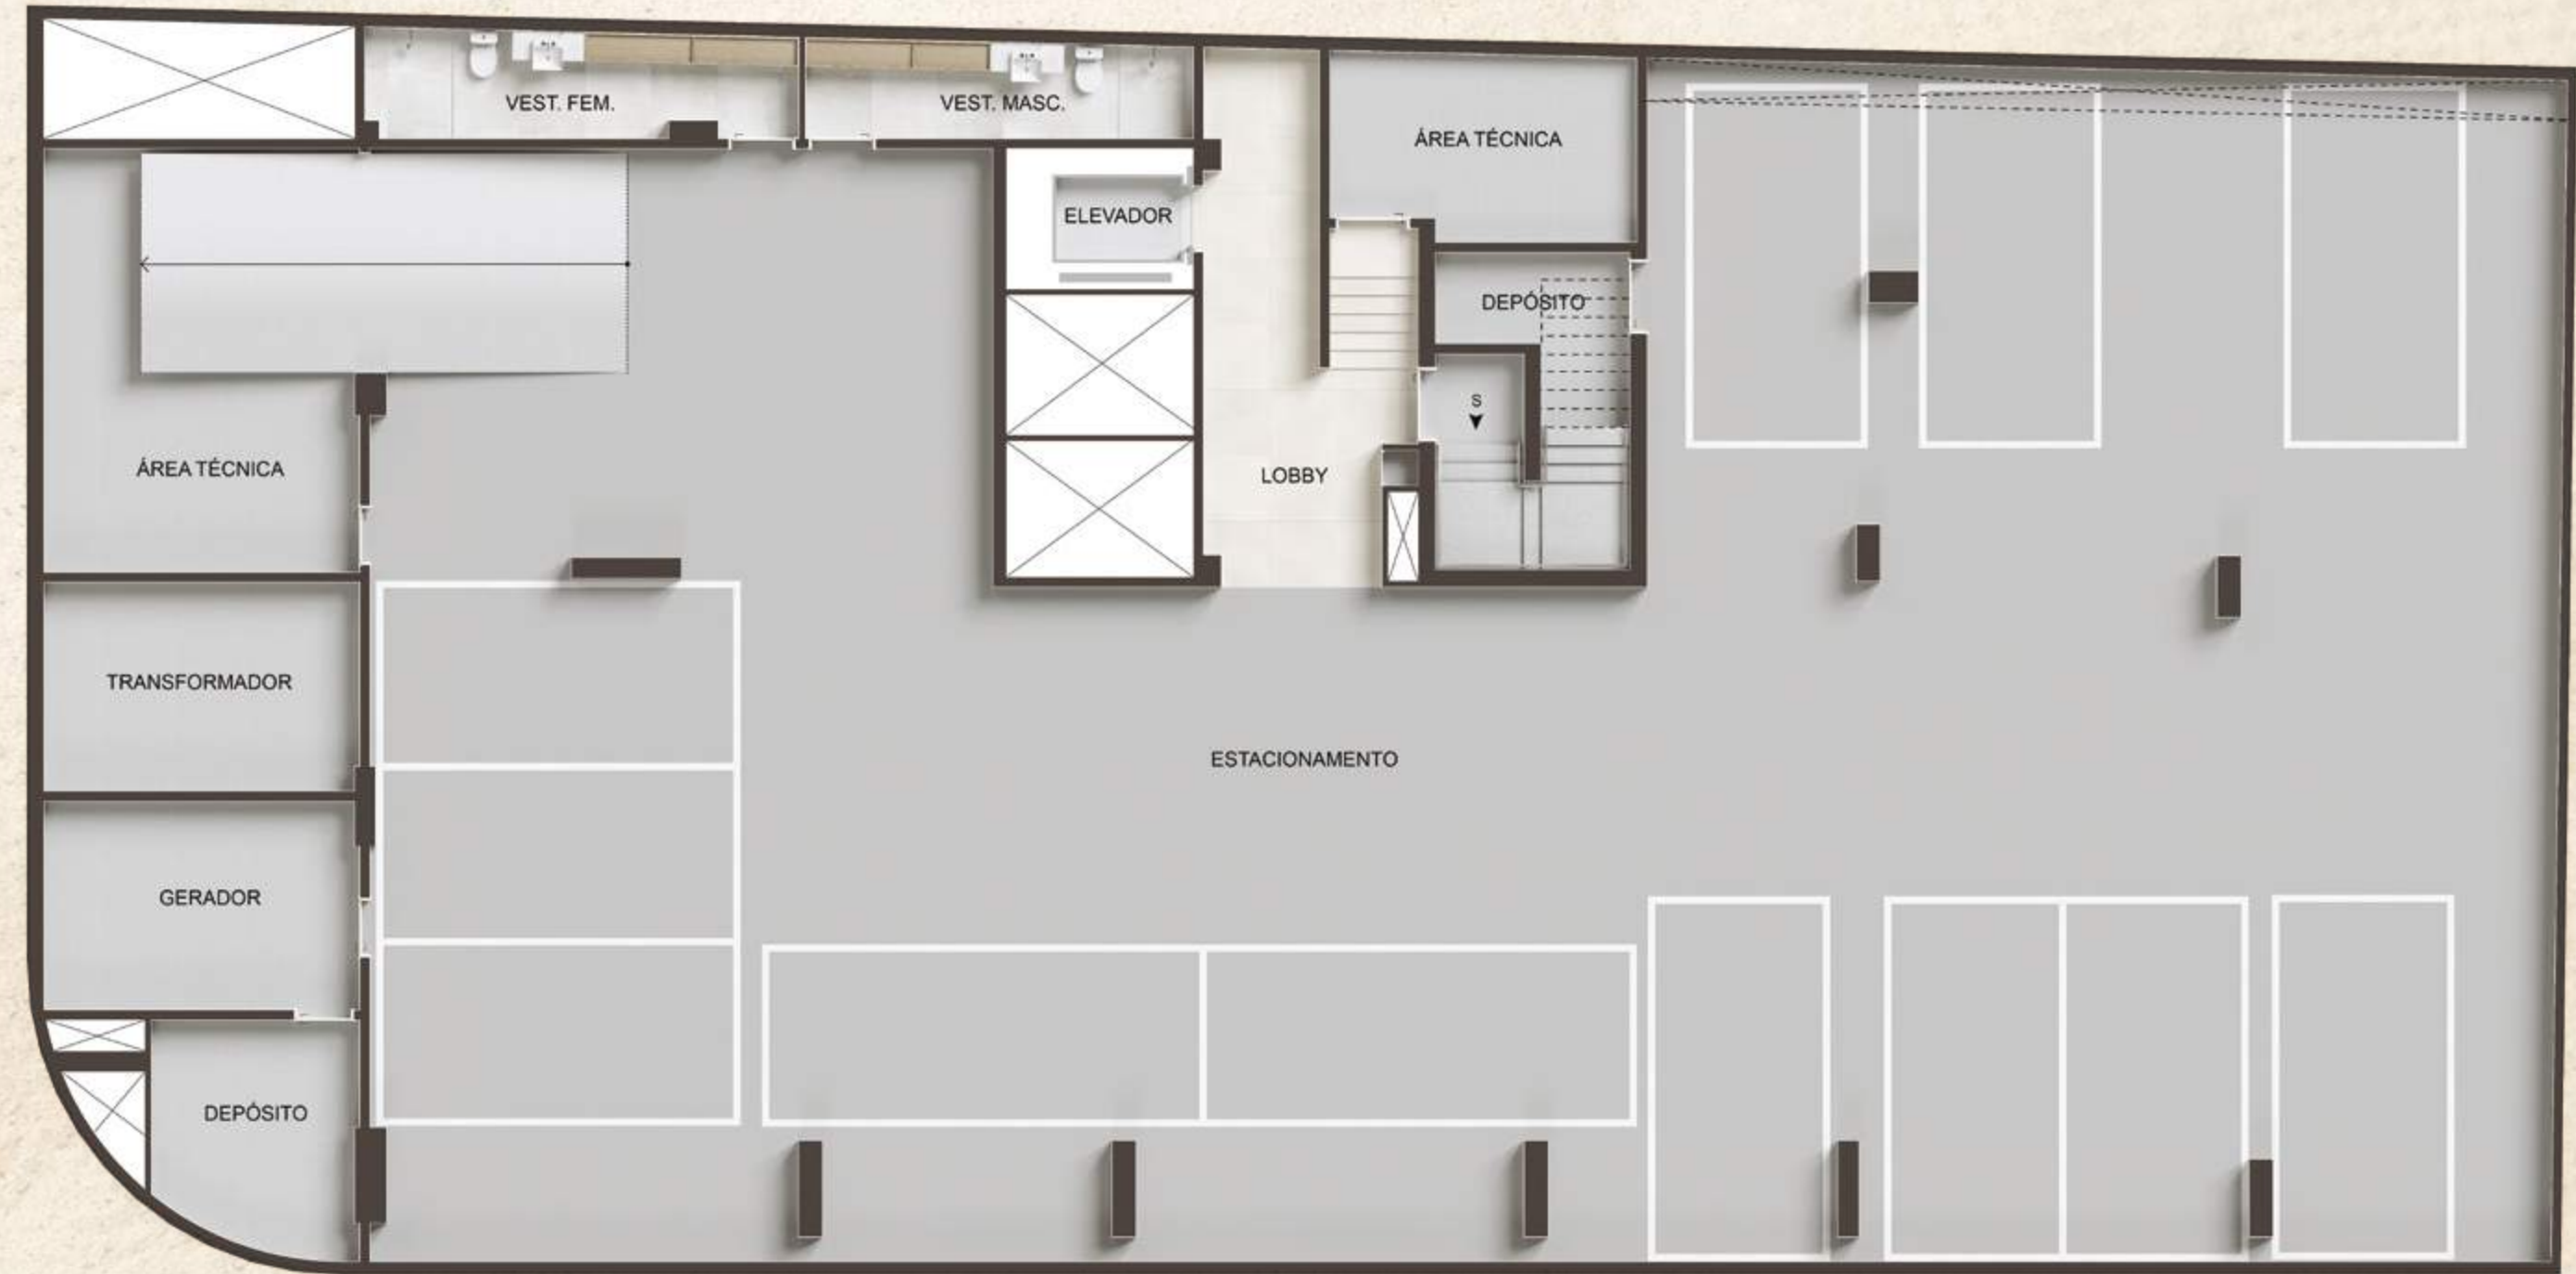 VEST. FEM.
VEST. MASC.
ÁREA TÉCNICA
ELEVADOR
DEPÓSITO
S
ÁREA TÉCNICA
LOBBY
TRANSFORMADOR
ESTACIONAMENTO
GERADOR
DEPÓSITO